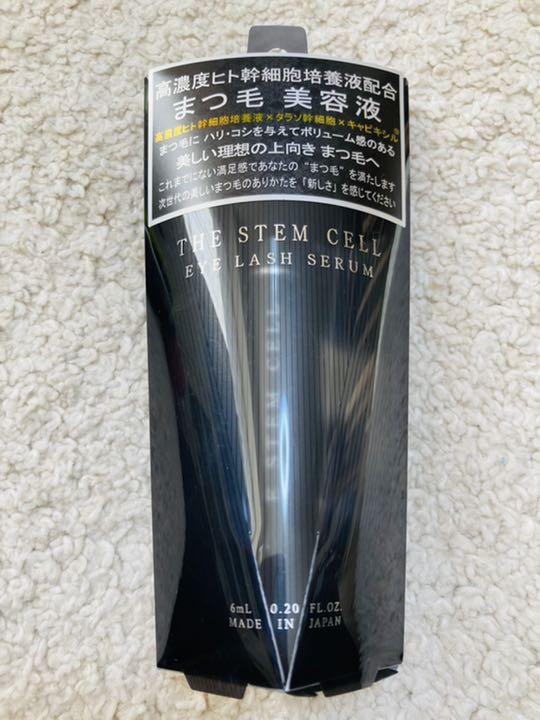 高濃度ヒト幹細胞培養液配合
まつ毛 美容液
高濃度ヒト幹細胞培養液×タラソ幹細胞×キャピキシル®
まつ毛に ハリ・コシを与えてボリューム感のある
美しい理想の上向き まつ毛へ
これまでにない満足感であなたの “まつ毛” を満たします
次世代の美しいまつ毛のありかたを「新しさ」を感じてください
THE STEM CELL
EYE LASH SERUM
6mL 0.20 FL.OZ.
MADE IN JAPAN